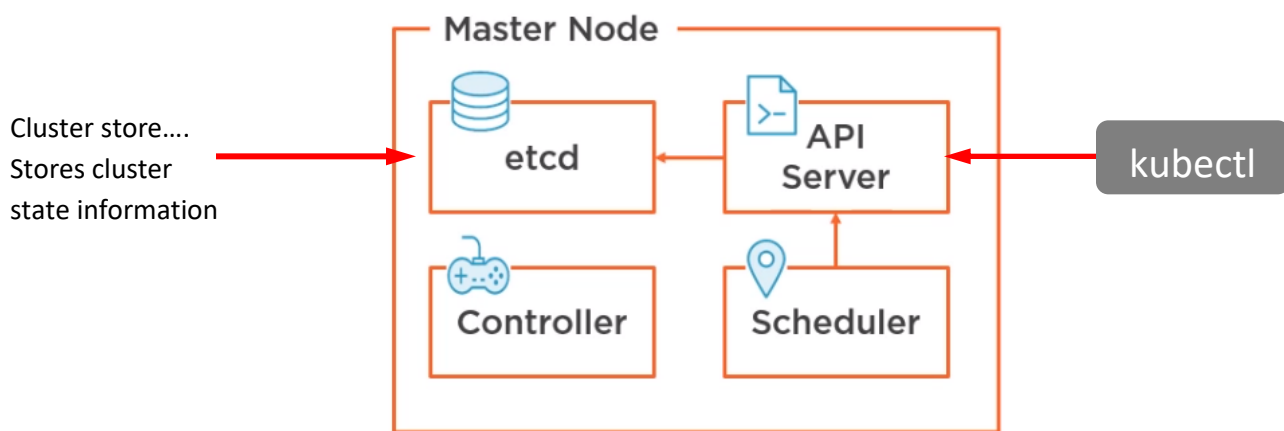 Master Node
Cluster store....
Stores cluster
state information
etcd
API
Server
kubectl
Controller
Scheduler